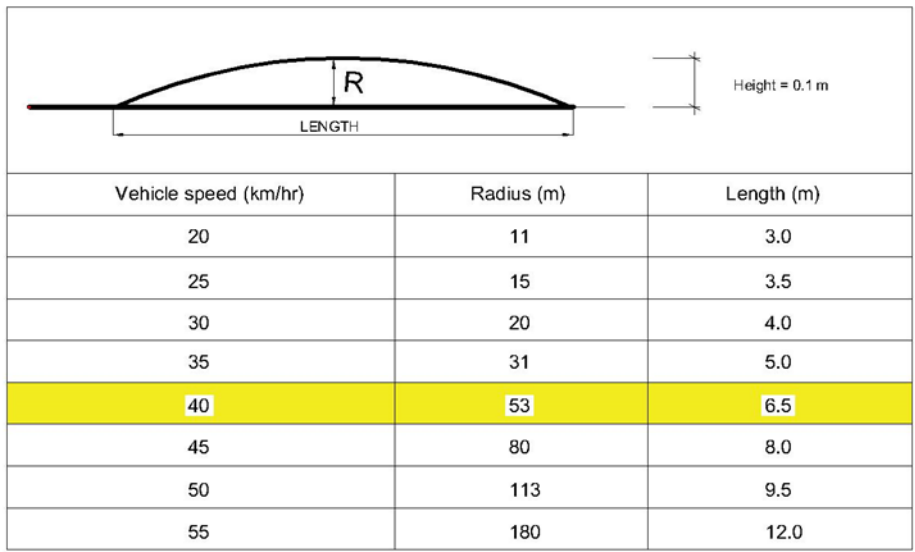 R
Height = 0.1 m
LENGTH
Vehicle speed (km/hr) Radius (m) Length (m)
20 11 3.0
25 15 3.5
30 20 4.0
35 31 5.0
40 53 6.5
45 80 8.0
50 113 9.5
55 180 12.0